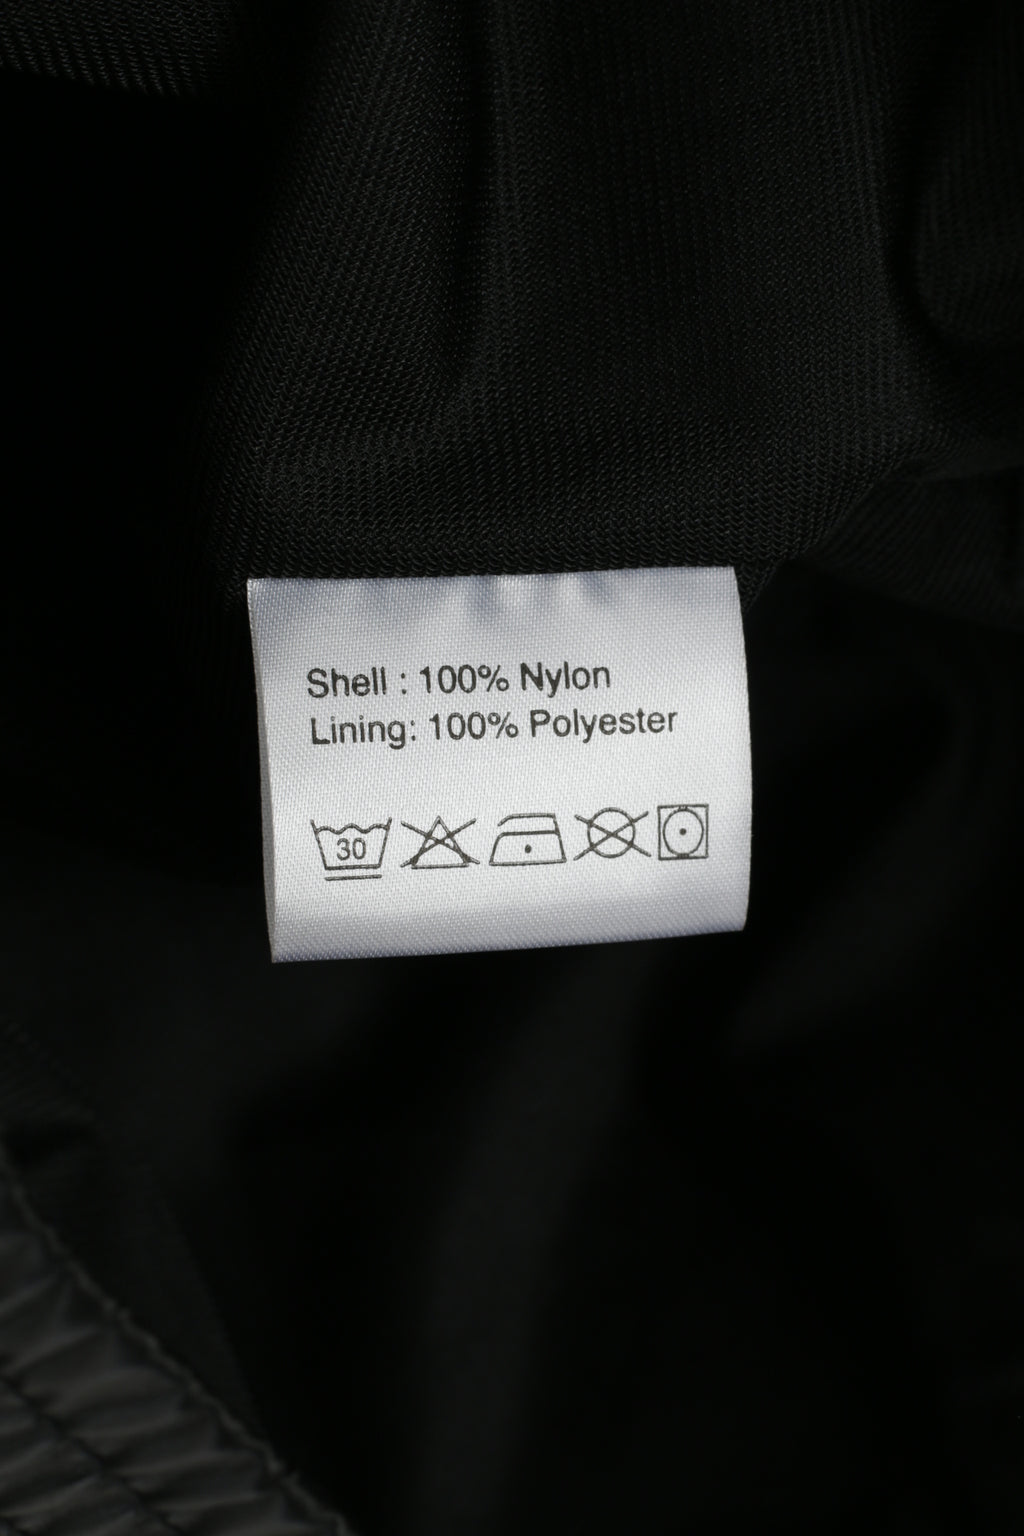 Shell : 100% Nylon
Lining: 100% Polyester
30